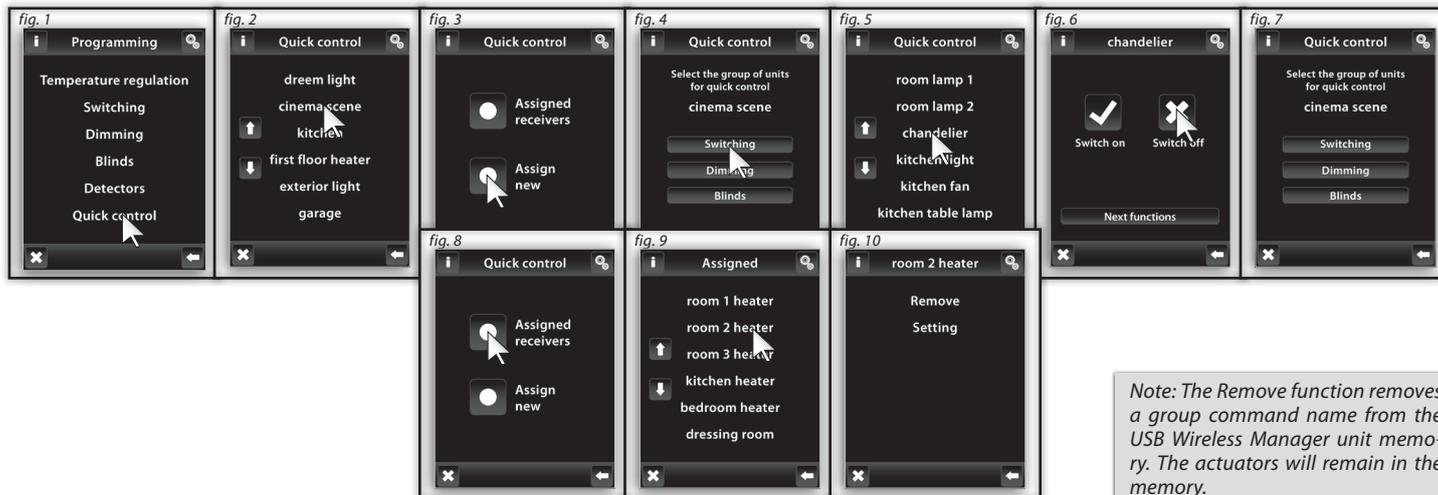 fig. 1
i Programming
Temperature regulation
Switching
Dimming
Blinds
Detectors
Quick control
fig. 2
i Quick control
dreem light
cinema scene
kitchen
first floor heater
exterior light
garage
fig. 3
i Quick control
Assigned
receivers
Assign
new
fig. 4
i Quick control
Select the group of units
for quick control
cinema scene
Switching
Dimming
Blinds
fig. 5
i Quick control
room lamp 1
room lamp 2
chandelier
kitchen light
kitchen fan
kitchen table lamp
fig. 6
i chandelier
Switch on Switch off
Next functions
fig. 7
i Quick control
Select the group of units
for quick control
cinema scene
Switching
Dimming
Blinds
fig. 8
i Quick control
Assigned
receivers
Assign
new
fig. 9
i Assigned
room 1 heater
room 2 heater
room 3 heater
kitchen heater
bedroom heater
dressing room
fig. 10
i room 2 heater
Remove
Setting
Note: The Remove function removes
a group command name from the
USB Wireless Manager unit memo-
ry. The actuators will remain in the
memory.